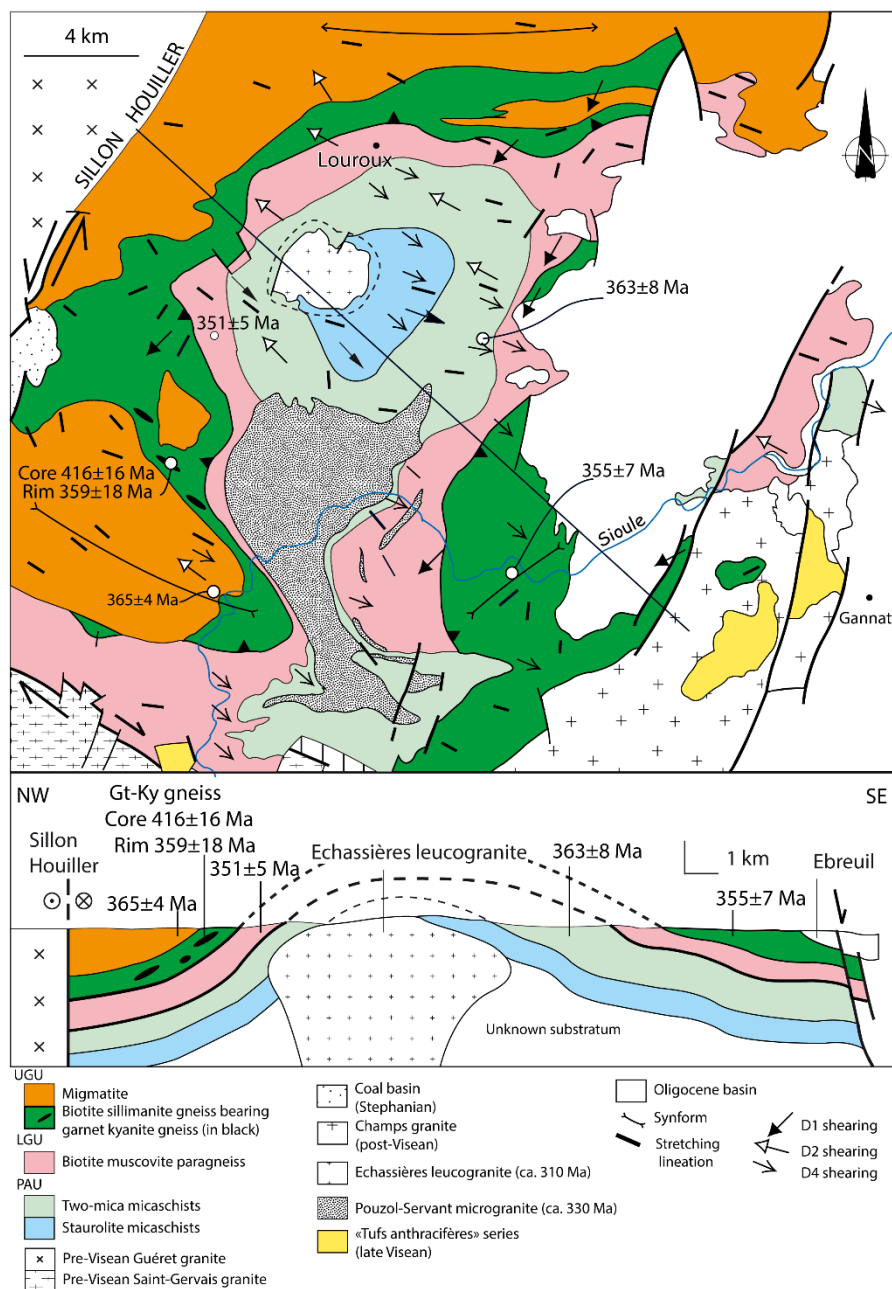 4 km
SILLON HOUILLER
N
Louroux
363±8 Ma
351±5 Ma
355±7 Ma
Core 416±16 Ma
Rim 359±18 Ma
Sioule
365±4 Ma
Gannat
NW
Gt-Ky gneiss
SE
Core 416±16 Ma
Sillon
Houiller
Rim 359±18 Ma
351±5 Ma
Echassières leucogranite
363±8 Ma
1 km
Ebreuil
365±4 Ma
355±7 Ma
Unknown substratum
UGU
Migmatite
Biotite sillimanite gneiss bearing
garnet kyanite gneiss (in black)
LGU
Biotite muscovite paragneiss
PAU
Two-mica micaschists
Staurolite micaschists
Pre-Visean Guéret granite
Pre-Visean Saint-Gervais granite
Coal basin
(Stephanian)
Champs granite
(post-Visean)
Echassières leucogranite (ca. 310 Ma)
Pouzol-Servant microgranite (ca. 330 Ma)
«Tufs anthracifères» series
(late Visean)
Oligocene basin
Synform
Stretching
lineation
D1 shearing
D2 shearing
D4 shearing